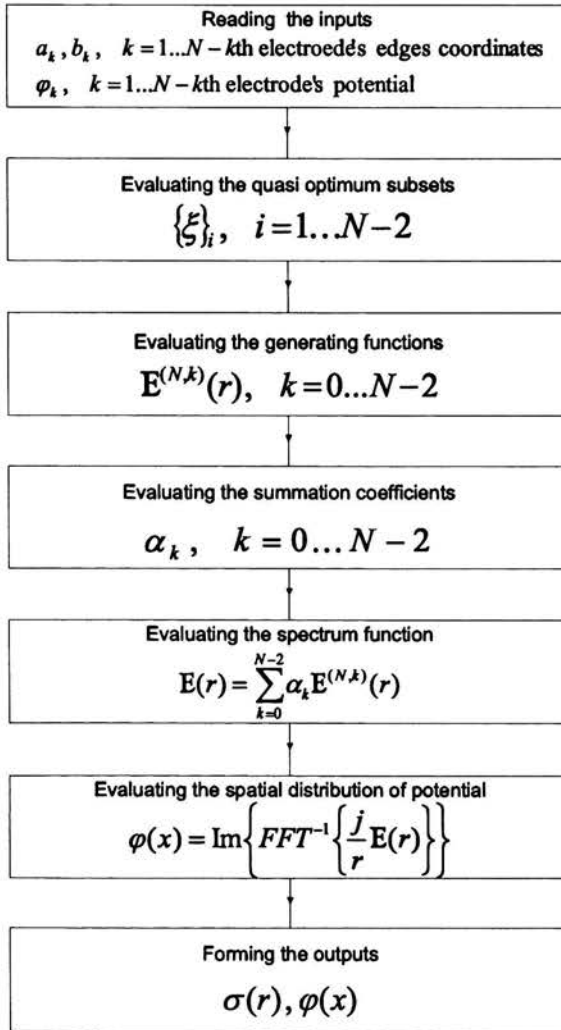 Reading the inputs
a_k, b_k, k = 1...N − kth electroede's edges coordinates
φ_k, k = 1...N − kth electrode's potential
Evaluating the quasi optimum subsets
{ξ}_i, i = 1...N−2
Evaluating the generating functions
E^(N,k)(r), k = 0...N−2
Evaluating the summation coefficients
α_k, k = 0...N − 2
Evaluating the spectrum function
E(r) = ∑_{k=0}^{N−2} α_k E^(N,k)(r)
Evaluating the spatial distribution of potential
φ(x) = Im{FFT^−1{j/r E(r)}}
Forming the outputs
σ(r), φ(x)